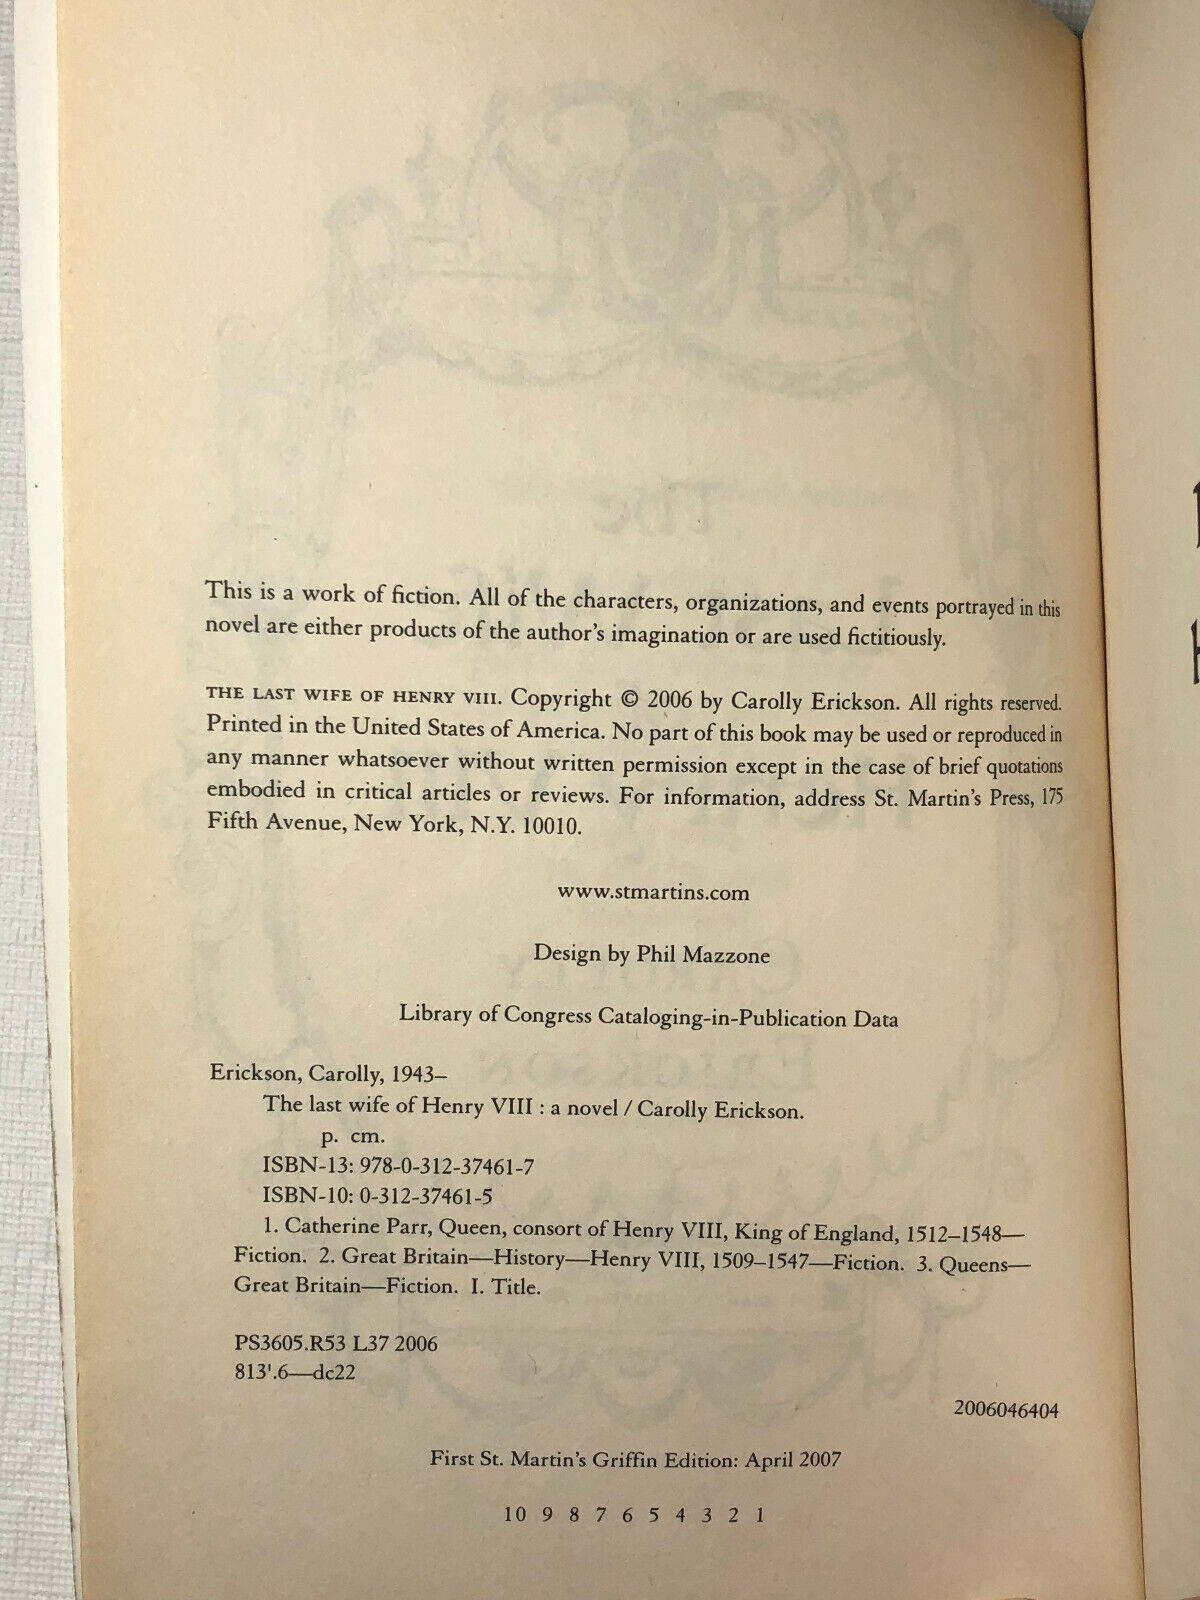 This is a work of fiction. All of the characters, organizations, and events portrayed in this
novel are either products of the author's imagination or are used fictitiously.
THE LAST WIFE OF HENRY VIII. Copyright © 2006 by Carolly Erickson. All rights reserved.
Printed in the United States of America. No part of this book may be used or reproduced in
any manner whatsoever without written permission except in the case of brief quotations
embodied in critical articles or reviews. For information, address St. Martin's Press, 175
Fifth Avenue, New York, N.Y. 10010.
www.stmartins.com
Design by Phil Mazzone
Library of Congress Cataloging-in-Publication Data
Erickson, Carolly, 1943–
The last wife of Henry VIII : a novel / Carolly Erickson.
p. cm.
ISBN-13: 978-0-312-37461-7
ISBN-10: 0-312-37461-5
1. Catherine Parr, Queen, consort of Henry VIII, King of England, 1512–1548—
Fiction. 2. Great Britain—History—Henry VIII, 1509–1547—Fiction. 3. Queens—
Great Britain—Fiction. I. Title.
PS3605.R53 L37 2006
813'.6—dc22
2006046404
First St. Martin's Griffin Edition: April 2007
10 9 8 7 6 5 4 3 2 1